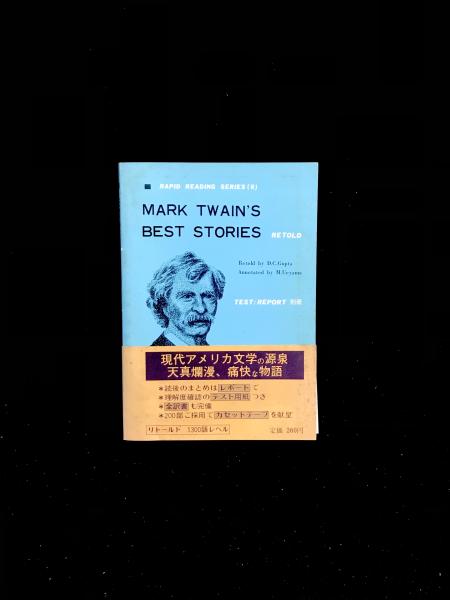 RAPID READING SERIES (8)
MARK TWAIN'S
BEST STORIES RETOLD
Retold by D.C.Gupta
Annotated by M.Ueyama
TEST・REPORT 別冊
現代アメリカ文学の源泉
天真爛漫、痛快な物語
*読後のまとめはレポートで
*理解度確認のテスト用紙つき
*全訳書も完備
*200部ご採用でカセットテープを献呈
リトールド 1300語レベル
定価 260円